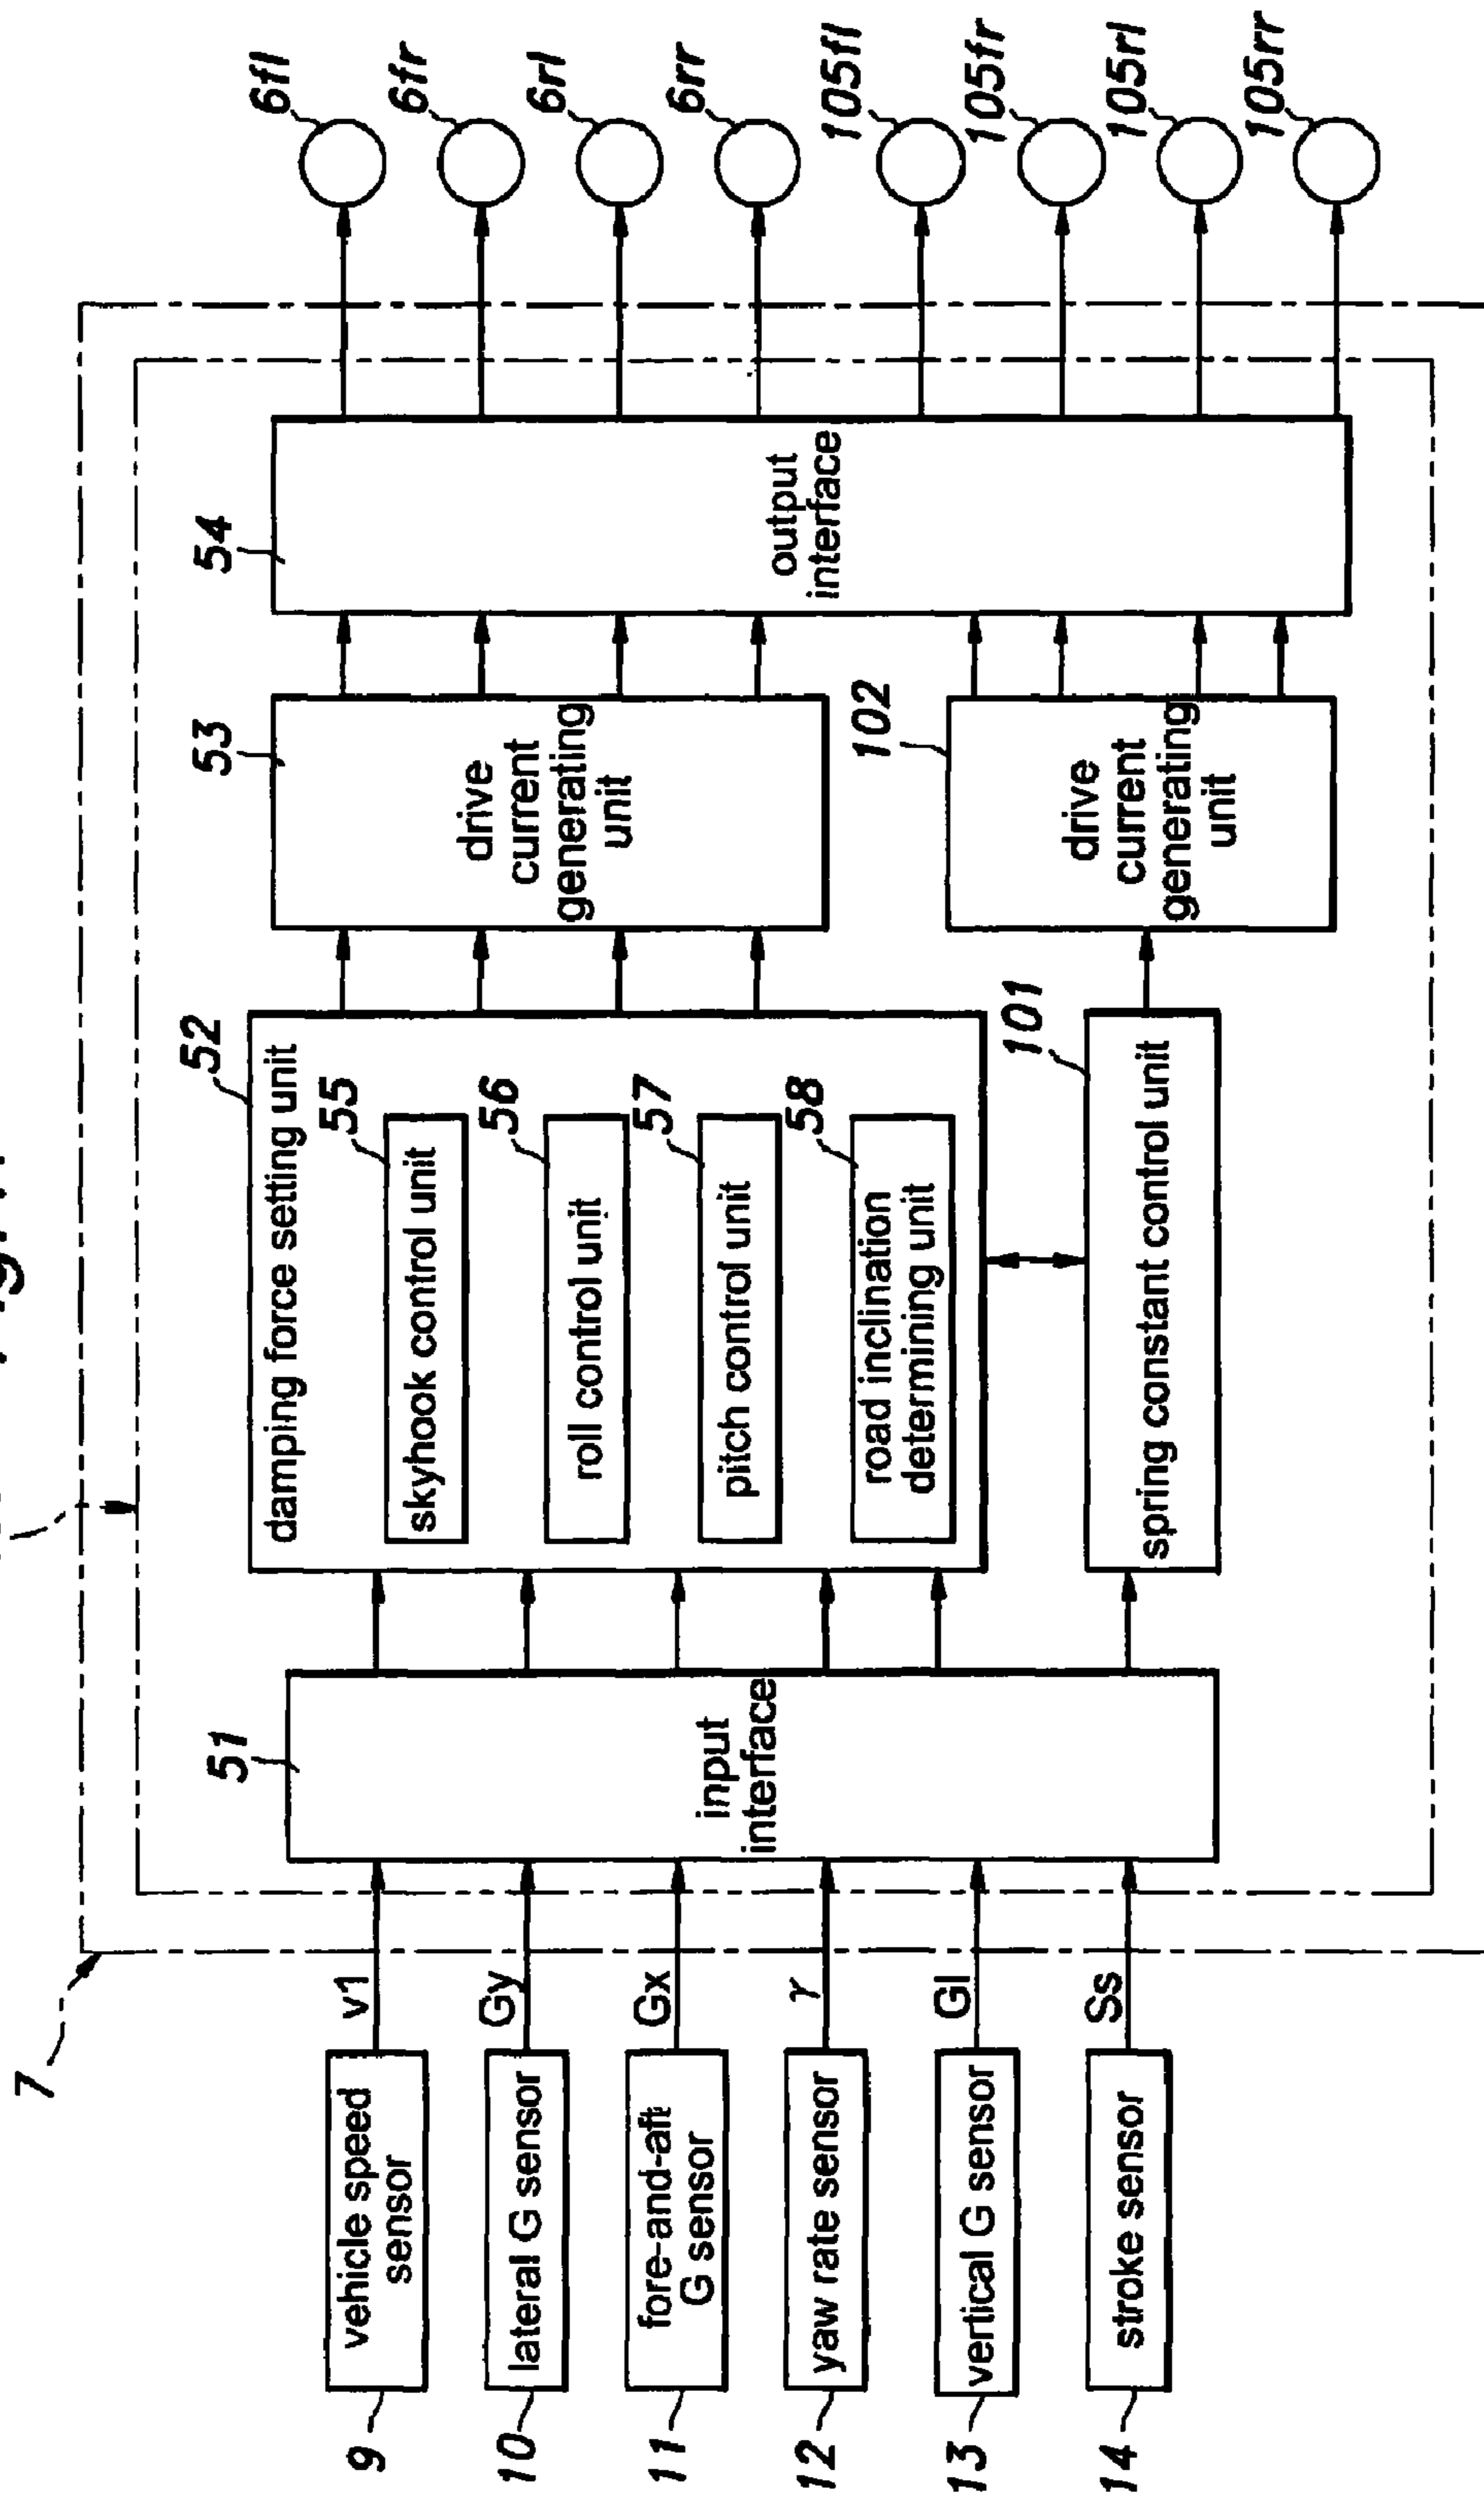 7
9
vehicle speed
sensor
v1
10
lateral G sensor
Gy
11
fore-and-aft
G sensor
Gx
12
yaw rate sensor
γ
13
vertical G sensor
Gl
14
stroke sensor
Ss
51
input
interface
52
damping force setting unit
55
skyhook control unit
56
roll control unit
57
pitch control unit
58
road inclination
determining unit
101
spring constant control unit
53
drive
current
generating
unit
102
drive
current
generating
unit
54
output
interface
6fl
6fr
6rl
6rr
105fl
105fr
105rl
105rr